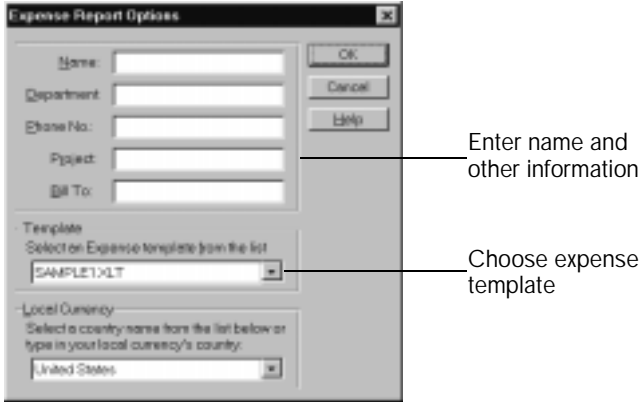 Expense Report Options
Name:
Department:
Phone No.:
Project:
Bill To:
OK
Cancel
Help
Enter name and
other information
Template
Select an Expense template from the list
SAMPLE1.XLT
Choose expense
template
Local Currency
Select a country name from the list below or
type in your local currency's country:
United States